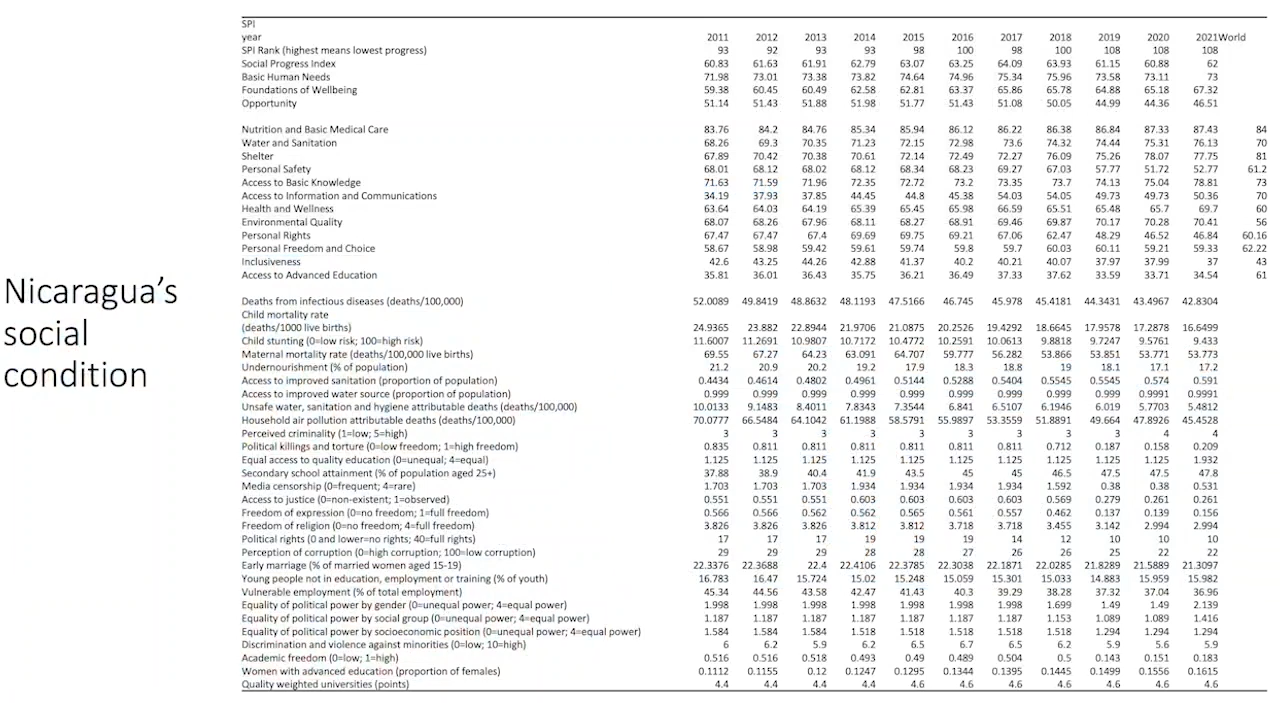 Nicaragua's
social
condition
SPI
year 2011 2012 2013 2014 2015 2016 2017 2018 2019 2020 2021World
SPI Rank (highest means lowest progress) 93 92 93 93 98 100 98 100 108 108 108
Social Progress Index 60.83 61.63 61.91 62.79 63.07 63.25 64.09 63.93 61.15 60.88 62
Basic Human Needs 71.98 73.01 73.38 73.82 74.64 74.96 75.34 75.96 73.58 73.11 73
Foundations of Wellbeing 59.38 60.45 60.49 62.58 62.81 63.37 65.86 65.78 64.88 65.18 67.32
Opportunity 51.14 51.43 51.88 51.98 51.77 51.43 51.08 50.05 44.99 44.36 46.51
Nutrition and Basic Medical Care 83.76 84.2 84.76 85.34 85.94 86.12 86.22 86.38 86.84 87.33 87.43 84
Water and Sanitation 68.26 69.3 70.35 71.23 72.15 72.98 73.6 74.32 74.44 75.31 76.13 70
Shelter 67.89 70.42 70.38 70.61 72.14 72.49 72.27 76.09 75.26 78.07 77.75 81
Personal Safety 68.01 68.12 68.02 68.12 68.34 68.23 69.27 67.03 57.77 51.72 52.77 61.2
Access to Basic Knowledge 71.63 71.59 71.96 72.35 72.72 73.2 73.35 73.7 74.13 75.04 78.81 73
Access to Information and Communications 34.19 37.93 37.85 44.45 44.8 45.38 54.03 54.05 49.73 49.73 50.36 70
Health and Wellness 63.64 64.03 64.19 65.39 65.45 65.98 66.59 65.51 65.48 65.7 69.7 60
Environmental Quality 68.07 68.26 67.96 68.11 68.27 68.91 69.46 69.87 70.17 70.28 70.41 56
Personal Rights 67.47 67.47 67.4 69.69 69.75 69.21 67.06 62.47 48.29 46.52 46.84 60.16
Personal Freedom and Choice 58.67 58.98 59.42 59.61 59.74 59.8 59.7 60.03 60.11 59.21 59.33 62.22
Inclusiveness 42.6 43.25 44.26 42.88 41.37 40.2 40.21 40.07 37.97 37.99 37 43
Access to Advanced Education 35.81 36.01 36.43 35.75 36.21 36.49 37.33 37.62 33.59 33.71 34.54 61
Deaths from infectious diseases (deaths/100,000) 52.0089 49.8419 48.8632 48.1193 47.5166 46.745 45.978 45.4181 44.3431 43.4967 42.8304
Child mortality rate
(deaths/1000 live births) 24.9365 23.882 22.8944 21.9706 21.0875 20.2526 19.4292 18.6645 17.9578 17.2878 16.6499
Child stunting (0=low risk; 100=high risk) 11.6007 11.2691 10.9807 10.7172 10.4772 10.2591 10.0613 9.8818 9.7247 9.5761 9.433
Maternal mortality rate (deaths/100,000 live births) 69.55 67.27 64.23 63.091 64.707 59.777 56.282 53.866 53.851 53.771 53.773
Undernourishment (% of population) 21.2 20.9 20.2 19.2 17.9 18.3 18.8 19 18.1 17.1 17.2
Access to improved sanitation (proportion of population) 0.4434 0.4614 0.4802 0.4961 0.5144 0.5288 0.5404 0.5545 0.5545 0.574 0.591
Access to improved water source (proportion of population) 0.999 0.999 0.999 0.999 0.999 0.999 0.999 0.999 0.999 0.9991 0.9991
Unsafe water, sanitation and hygiene attributable deaths (deaths/100,000) 10.0133 9.1483 8.4011 7.8343 7.3544 6.841 6.5107 6.1946 6.019 5.7703 5.4812
Household air pollution attributable deaths (deaths/100,000) 70.0777 66.5484 64.1042 61.1988 58.5791 55.9897 53.3559 51.8891 49.664 47.8926 45.4528
Perceived criminality (1=low; 5=high) 3 3 3 3 3 3 3 3 3 4 4
Political killings and torture (0=low freedom; 1=high freedom) 0.835 0.811 0.811 0.811 0.811 0.811 0.811 0.712 0.187 0.158 0.209
Equal access to quality education (0=unequal; 4=equal) 1.125 1.125 1.125 1.125 1.125 1.125 1.125 1.125 1.125 1.125 1.932
Secondary school attainment (% of population aged 25+) 37.88 38.9 40.4 41.9 43.5 45 45 46.5 47.5 47.5 47.8
Media censorship (0=frequent; 4=rare) 1.703 1.703 1.703 1.934 1.934 1.934 1.934 1.592 0.38 0.38 0.531
Access to justice (0=non-existent; 1=observed) 0.551 0.551 0.551 0.603 0.603 0.603 0.603 0.569 0.279 0.261 0.261
Freedom of expression (0=no freedom; 1=full freedom) 0.566 0.566 0.562 0.562 0.565 0.561 0.557 0.462 0.137 0.139 0.156
Freedom of religion (0=no freedom; 4=full freedom) 3.826 3.826 3.826 3.812 3.812 3.718 3.718 3.455 3.142 2.994 2.994
Political rights (0 and lower=no rights; 40=full rights) 17 17 17 19 19 19 14 12 10 10 10
Perception of corruption (0=high corruption; 100=low corruption) 29 29 29 28 28 27 26 26 25 22 22
Early marriage (% of married women aged 15-19) 22.3376 22.3688 22.4 22.4106 22.3785 22.3038 22.1871 22.0285 21.8289 21.5889 21.3097
Young people not in education, employment or training (% of youth) 16.783 16.47 15.724 15.02 15.248 15.059 15.301 15.033 14.883 15.959 15.982
Vulnerable employment (% of total employment) 45.34 44.56 43.58 42.47 41.43 40.3 39.29 38.28 37.32 37.04 36.96
Equality of political power by gender (0=unequal power; 4=equal power) 1.998 1.998 1.998 1.998 1.998 1.998 1.998 1.699 1.49 1.49 2.139
Equality of political power by social group (0=unequal power; 4=equal power) 1.187 1.187 1.187 1.187 1.187 1.187 1.187 1.153 1.089 1.089 1.416
Equality of political power by socioeconomic position (0=unequal power; 4=equal power) 1.584 1.584 1.584 1.518 1.518 1.518 1.518 1.518 1.294 1.294 1.294
Discrimination and violence against minorities (0=low; 10=high) 6 6.2 5.9 6.2 6.5 6.7 6.5 6.2 5.9 5.6 5.9
Academic freedom (0=low; 1=high) 0.516 0.516 0.518 0.493 0.49 0.489 0.504 0.5 0.143 0.151 0.183
Women with advanced education (proportion of females) 0.1112 0.1155 0.12 0.1247 0.1295 0.1344 0.1395 0.1445 0.1499 0.1556 0.1615
Quality weighted universities (points) 4.4 4.4 4.4 4.4 4.6 4.6 4.6 4.6 4.6 4.6 4.6